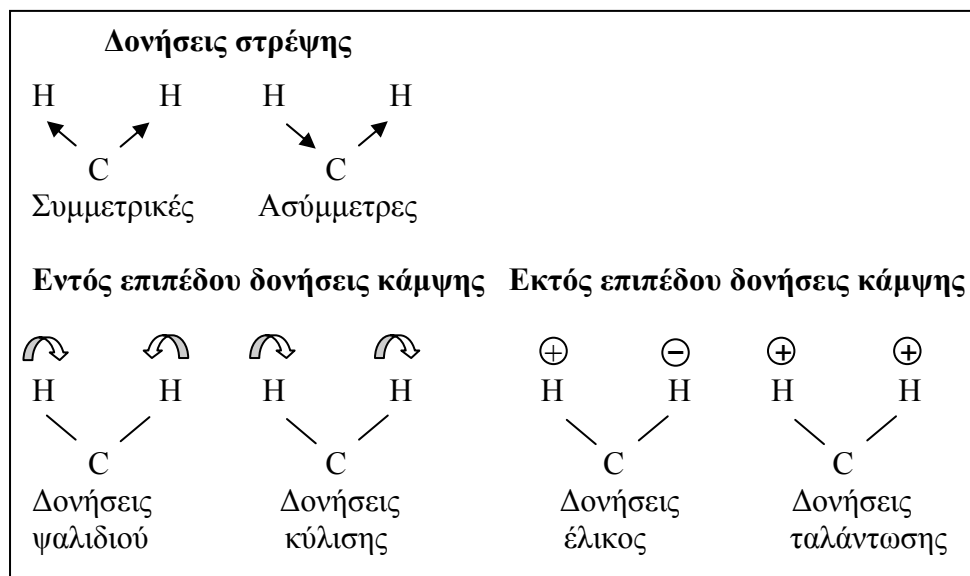 Δονήσεις στρέψης
H H H H
C C
Συμμετρικές Ασύμμετρες
Εντός επιπέδου δονήσεις κάμψης Εκτός επιπέδου δονήσεις κάμψης
+ − + +
H H H H H H H H
C C C C
Δονήσεις Δονήσεις Δονήσεις Δονήσεις
ψαλιδιού κύλισης έλικος ταλάντωσης